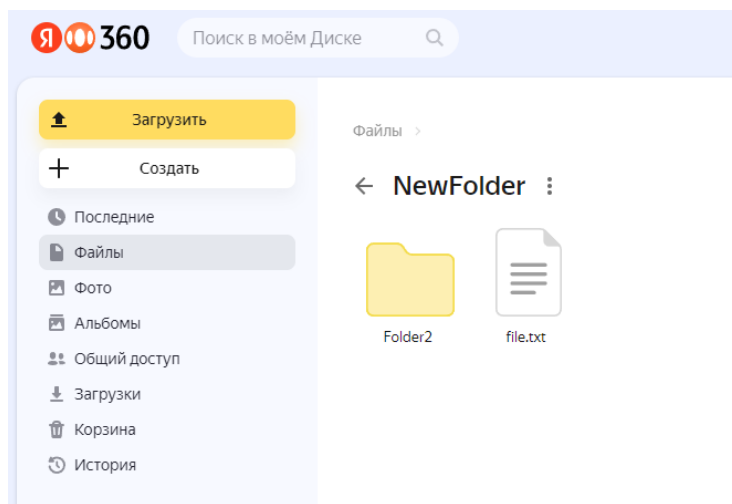 Я 360
Поиск в моём Диске
Загрузить
Создать
Последние
Файлы
Фото
Альбомы
Общий доступ
Загрузки
Корзина
История
Файлы >
← NewFolder
Folder2
file.txt